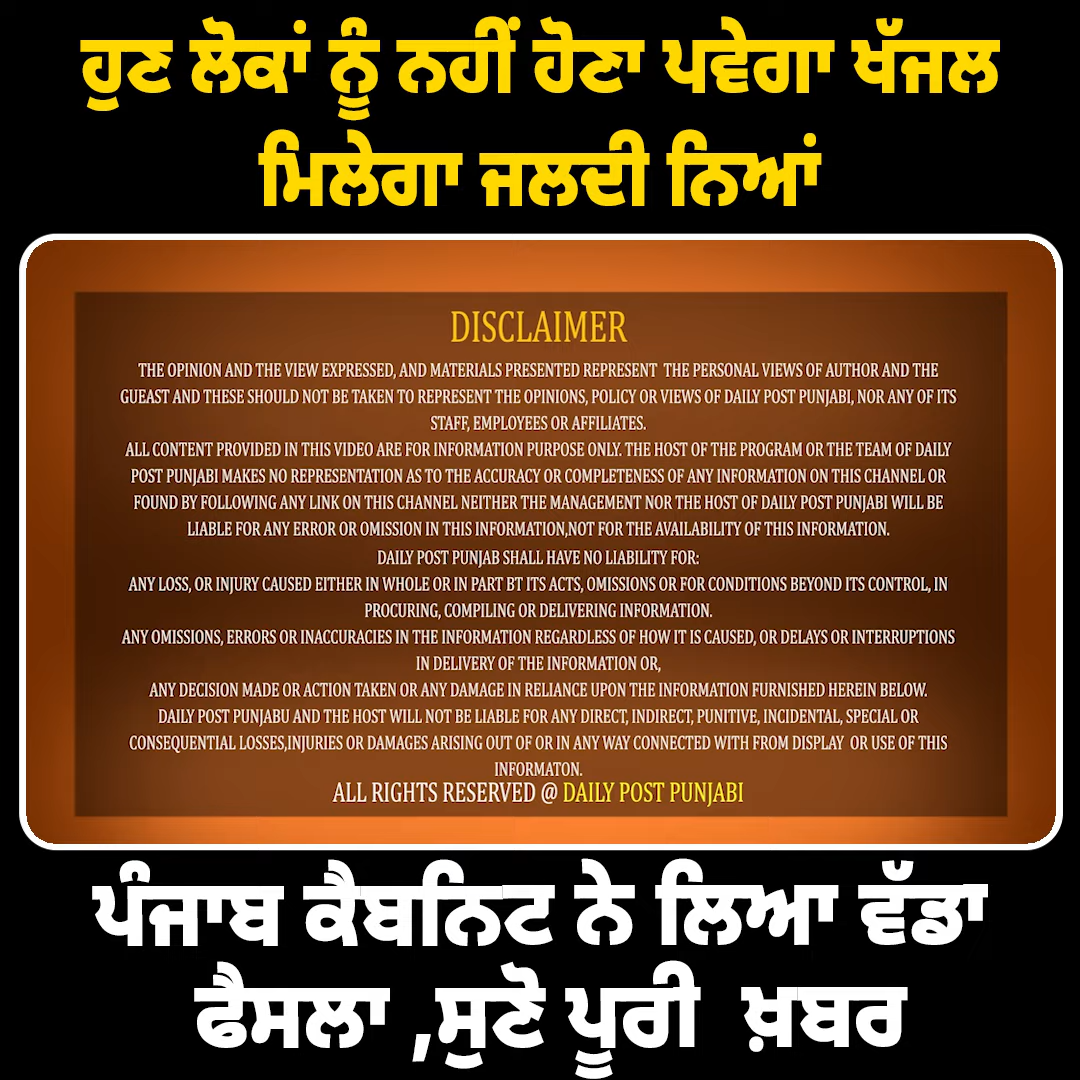 ਹੁਣ ਲੋਕਾਂ ਨੂੰ ਨਹੀਂ ਹੋਣਾ ਪਵੇਗਾ ਖੱਜਲ
ਮਿਲੇਗਾ ਜਲਦੀ ਨਿਆਂ
DISCLAIMER
THE OPINION AND THE VIEW EXPRESSED, AND MATERIALS PRESENTED REPRESENT THE PERSONAL VIEWS OF AUTHOR AND THE
GUEAST AND THESE SHOULD NOT BE TAKEN TO REPRESENT THE OPINIONS, POLICY OR VIEWS OF DAILY POST PUNJABI, NOR ANY OF ITS
STAFF, EMPLOYEES OR AFFILIATES.
ALL CONTENT PROVIDED IN THIS VIDEO ARE FOR INFORMATION PURPOSE ONLY. THE HOST OF THE PROGRAM OR THE TEAM OF DAILY
POST PUNJABI MAKES NO REPRESENTATION AS TO THE ACCURACY OR COMPLETENESS OF ANY INFORMATION ON THIS CHANNEL OR
FOUND BY FOLLOWING ANY LINK ON THIS CHANNEL NEITHER THE MANAGEMENT NOR THE HOST OF DAILY POST PUNJABI WILL BE
LIABLE FOR ANY ERROR OR OMISSION IN THIS INFORMATION,NOT FOR THE AVAILABILITY OF THIS INFORMATION.
DAILY POST PUNJAB SHALL HAVE NO LIABILITY FOR:
ANY LOSS, OR INJURY CAUSED EITHER IN WHOLE OR IN PART BT ITS ACTS, OMISSIONS OR FOR CONDITIONS BEYOND ITS CONTROL, IN
PROCURING, COMPILING OR DELIVERING INFORMATION.
ANY OMISSIONS, ERRORS OR INACCURACIES IN THE INFORMATION REGARDLESS OF HOW IT IS CAUSED, OR DELAYS OR INTERRUPTIONS
IN DELIVERY OF THE INFORMATION OR,
ANY DECISION MADE OR ACTION TAKEN OR ANY DAMAGE IN RELIANCE UPON THE INFORMATION FURNISHED HEREIN BELOW.
DAILY POST PUNJABU AND THE HOST WILL NOT BE LIABLE FOR ANY DIRECT, INDIRECT, PUNITIVE, INCIDENTAL, SPECIAL OR
CONSEQUENTIAL LOSSES,INJURIES OR DAMAGES ARISING OUT OF OR IN ANY WAY CONNECTED WITH FROM DISPLAY OR USE OF THIS
INFORMATON.
ALL RIGHTS RESERVED @ DAILY POST PUNJABI
ਪੰਜਾਬ ਕੈਬਨਿਟ ਨੇ ਲਿਆ ਵੱਡਾ
ਫੈਸਲਾ ,ਸੁਣੋ ਪੂਰੀ ਖ਼ਬਰ